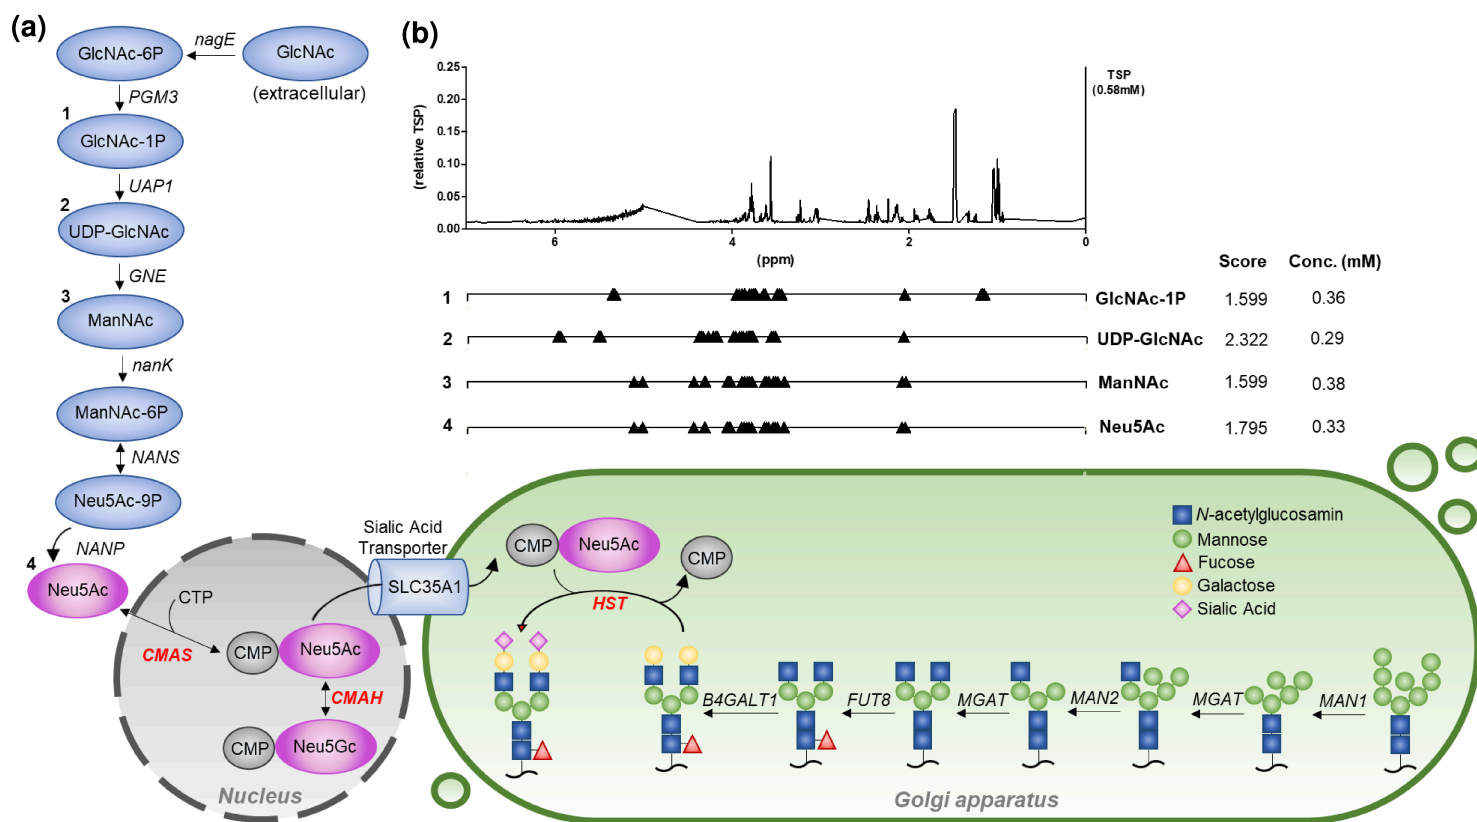 (a)
GlcNAc-6P
nagE
GlcNAc
(extracellular)
PGM3
1
GlcNAc-1P
UAP1
2
UDP-GlcNAc
GNE
3
ManNAc
nanK
ManNAc-6P
NANS
Neu5Ac-9P
NANP
4
Neu5Ac
CTP
CMAS
CMP
Neu5Ac
CMAH
CMP
Neu5Gc
Nucleus
Sialic Acid
Transporter
SLC35A1
(b)
(relative TSP)
0.25
0.20
0.15
0.10
0.05
0.00
6
4
2
0
(ppm)
TSP
(0.58mM)
Score
Conc. (mM)
1
GlcNAc-1P
1.599
0.36
2
UDP-GlcNAc
2.322
0.29
3
ManNAc
1.599
0.38
4
Neu5Ac
1.795
0.33
CMP
Neu5Ac
CMP
HST
N-acetylglucosamin
Mannose
Fucose
Galactose
Sialic Acid
B4GALT1
FUT8
MGAT
MAN2
MGAT
MAN1
Golgi apparatus